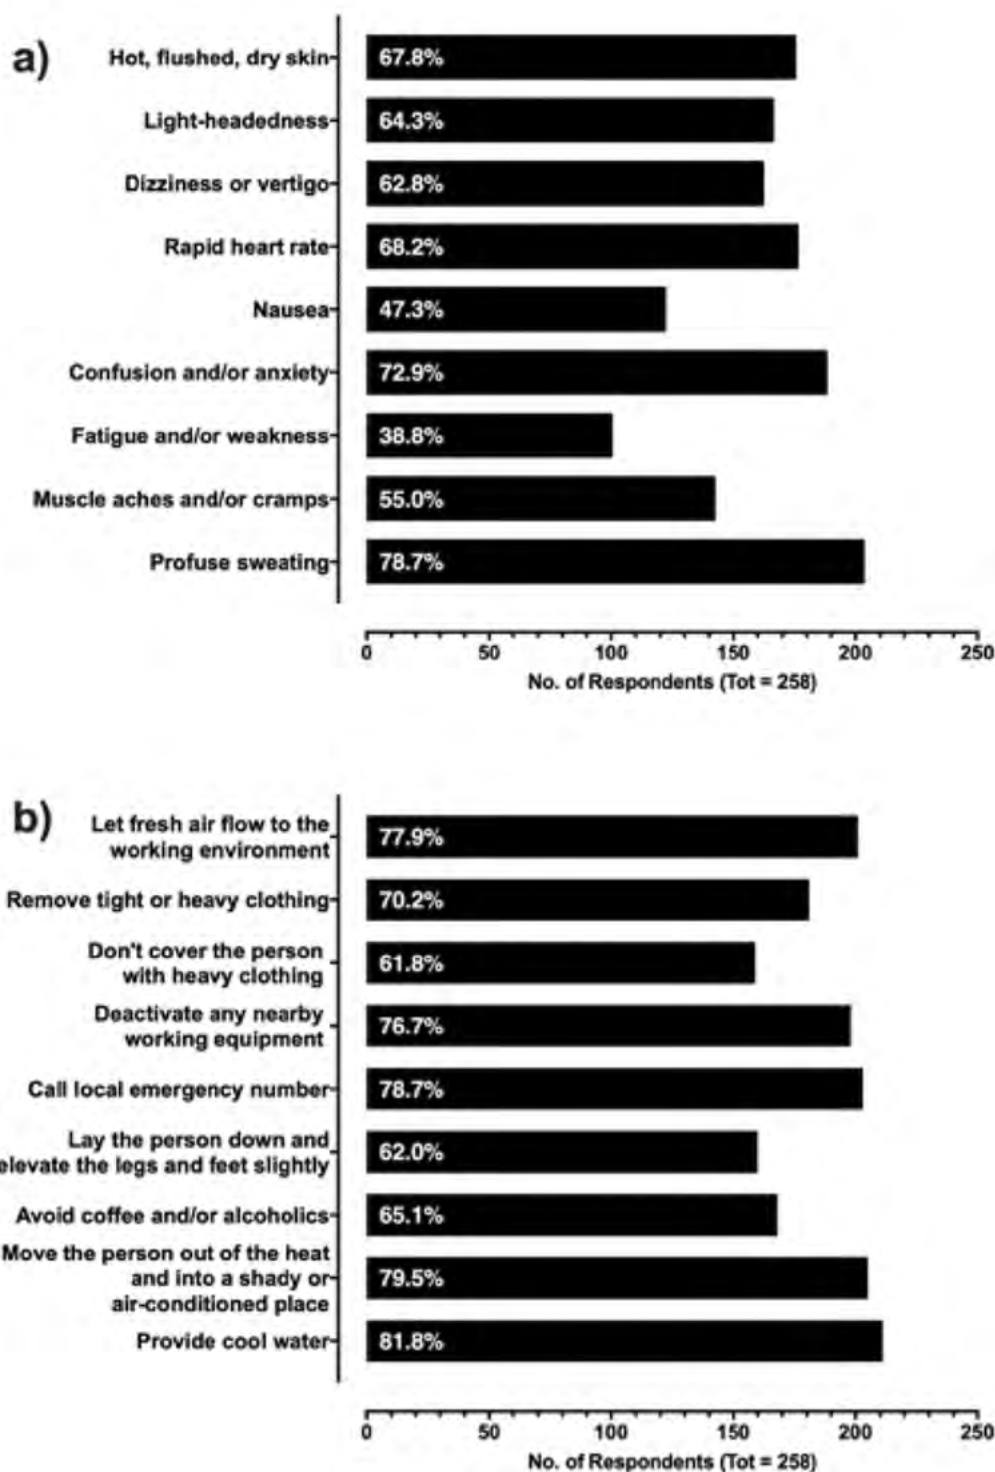 a)
Hot, flushed, dry skin
67.8%
Light-headedness
64.3%
Dizziness or vertigo
62.8%
Rapid heart rate
68.2%
Nausea
47.3%
Confusion and/or anxiety
72.9%
Fatigue and/or weakness
38.8%
Muscle aches and/or cramps
55.0%
Profuse sweating
78.7%
0 50 100 150 200 250
No. of Respondents (Tot = 258)
b)
Let fresh air flow to the
working environment
77.9%
Remove tight or heavy clothing
70.2%
Don't cover the person
with heavy clothing
61.8%
Deactivate any nearby
working equipment
76.7%
Call local emergency number
78.7%
Lay the person down and
elevate the legs and feet slightly
62.0%
Avoid coffee and/or alcoholics
65.1%
Move the person out of the heat
and into a shady or
air-conditioned place
79.5%
Provide cool water
81.8%
0 50 100 150 200 250
No. of Respondents (Tot = 258)